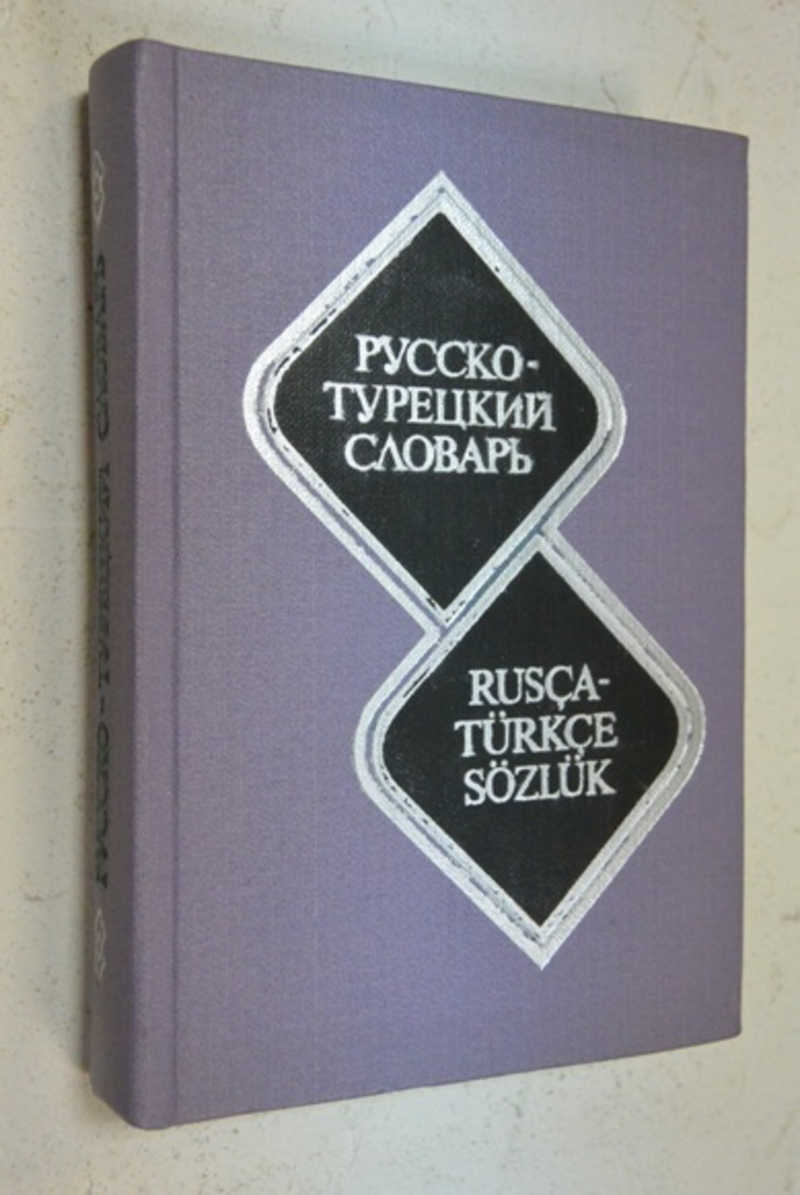 РУССКО-
ТУРЕЦКИЙ
СЛОВАРЬ
RUSÇA-
TÜRKÇE
SÖZLÜK
РУССКО-ТУРЕЦКИЙ СЛОВАРЬ